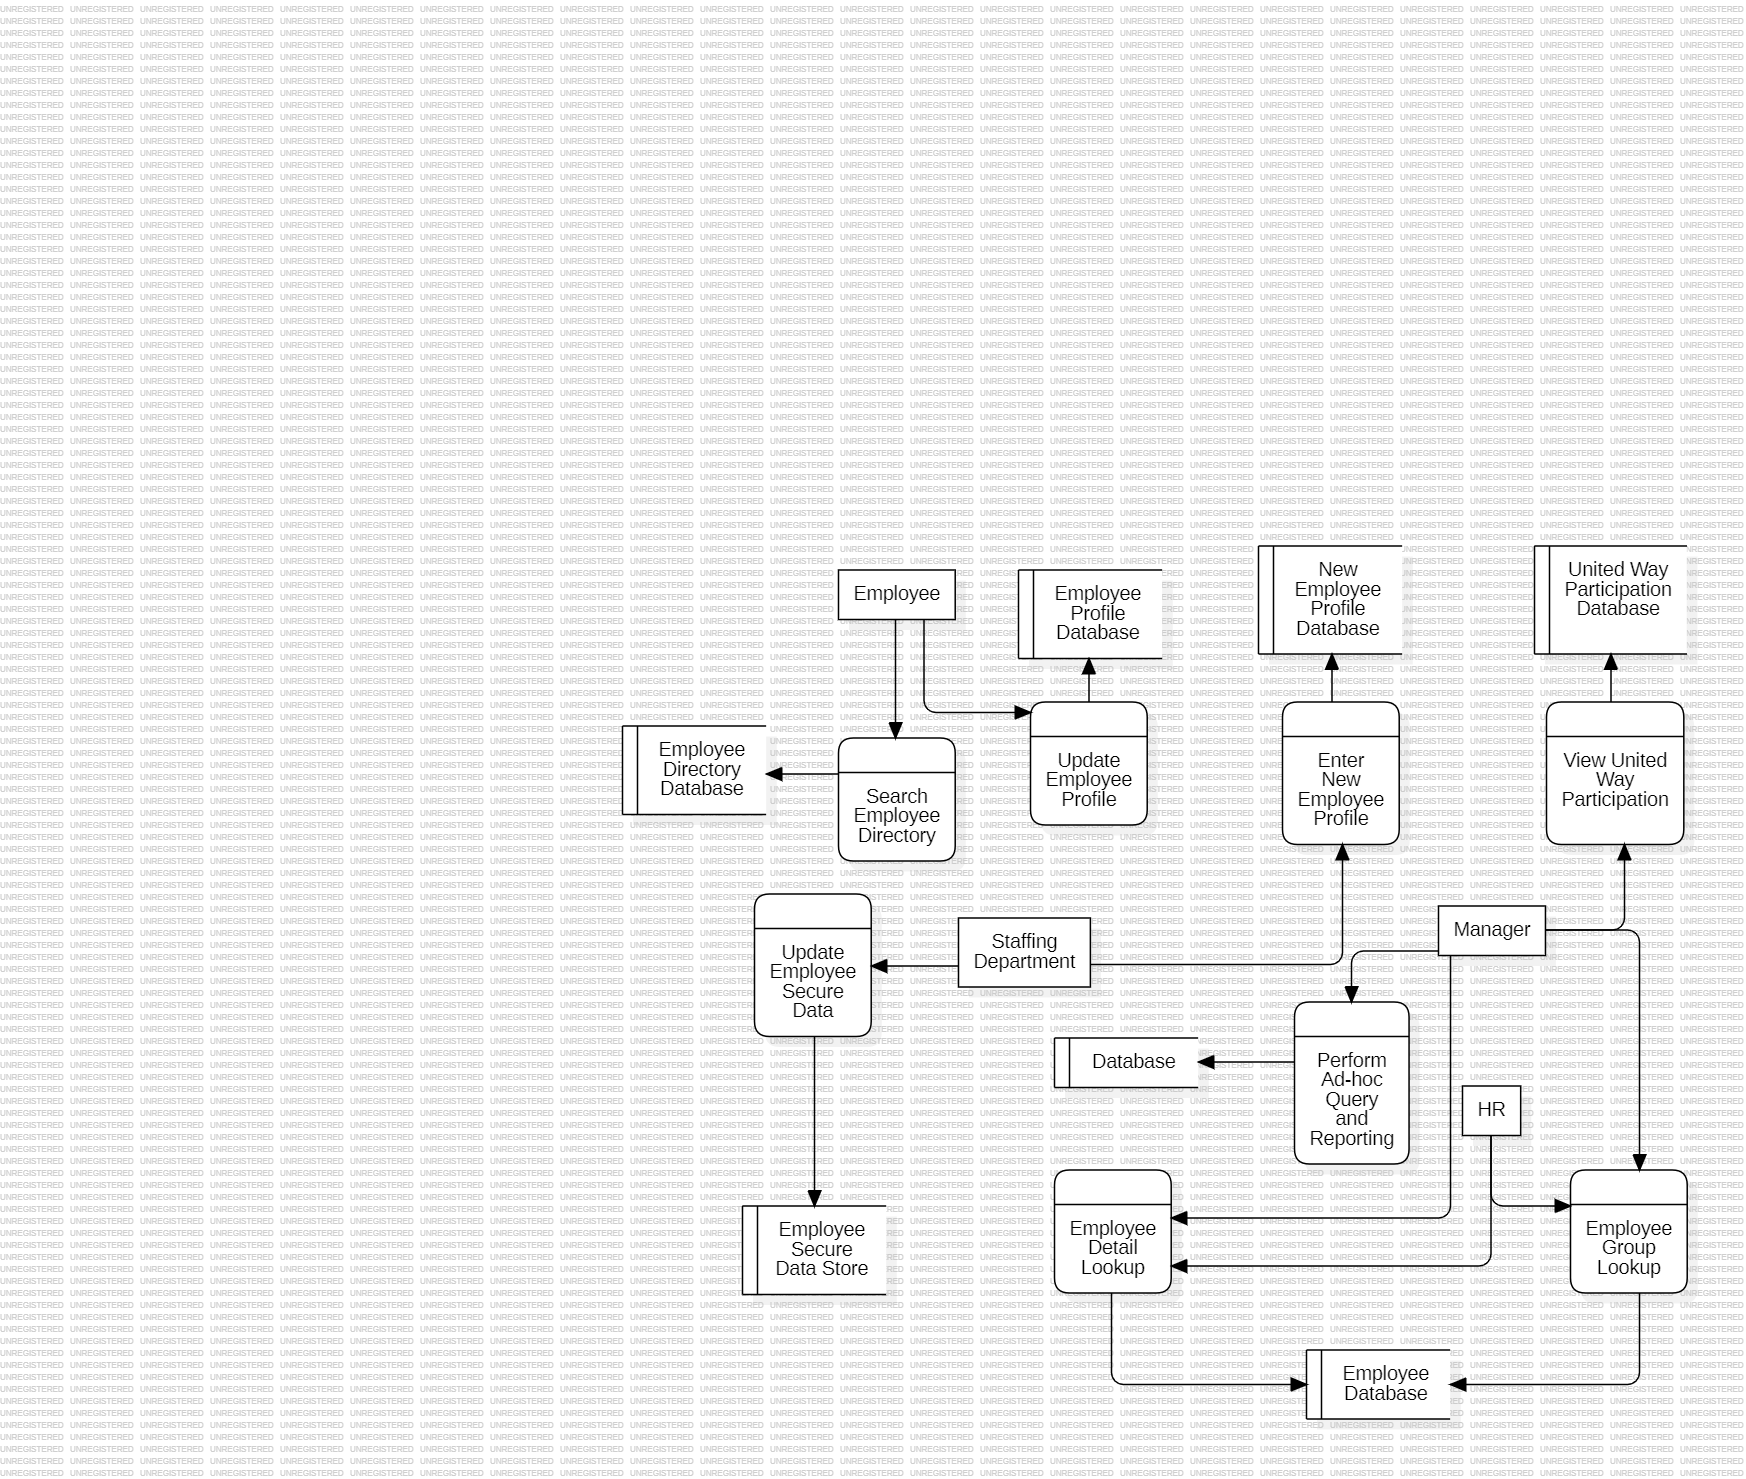 Employee
Employee
Profile
Database
New
Employee
Profile
Database
United Way
Participation
Database
Employee
Directory
Database
Search
Employee
Directory
Update
Employee
Profile
Enter
New
Employee
Profile
View United
Way
Participation
Update
Employee
Secure
Data
Staffing
Department
Manager
Database
Perform
Ad-hoc
Query
and
Reporting
HR
Employee
Secure
Data Store
Employee
Detail
Lookup
Employee
Group
Lookup
Employee
Database
UNREGISTERED